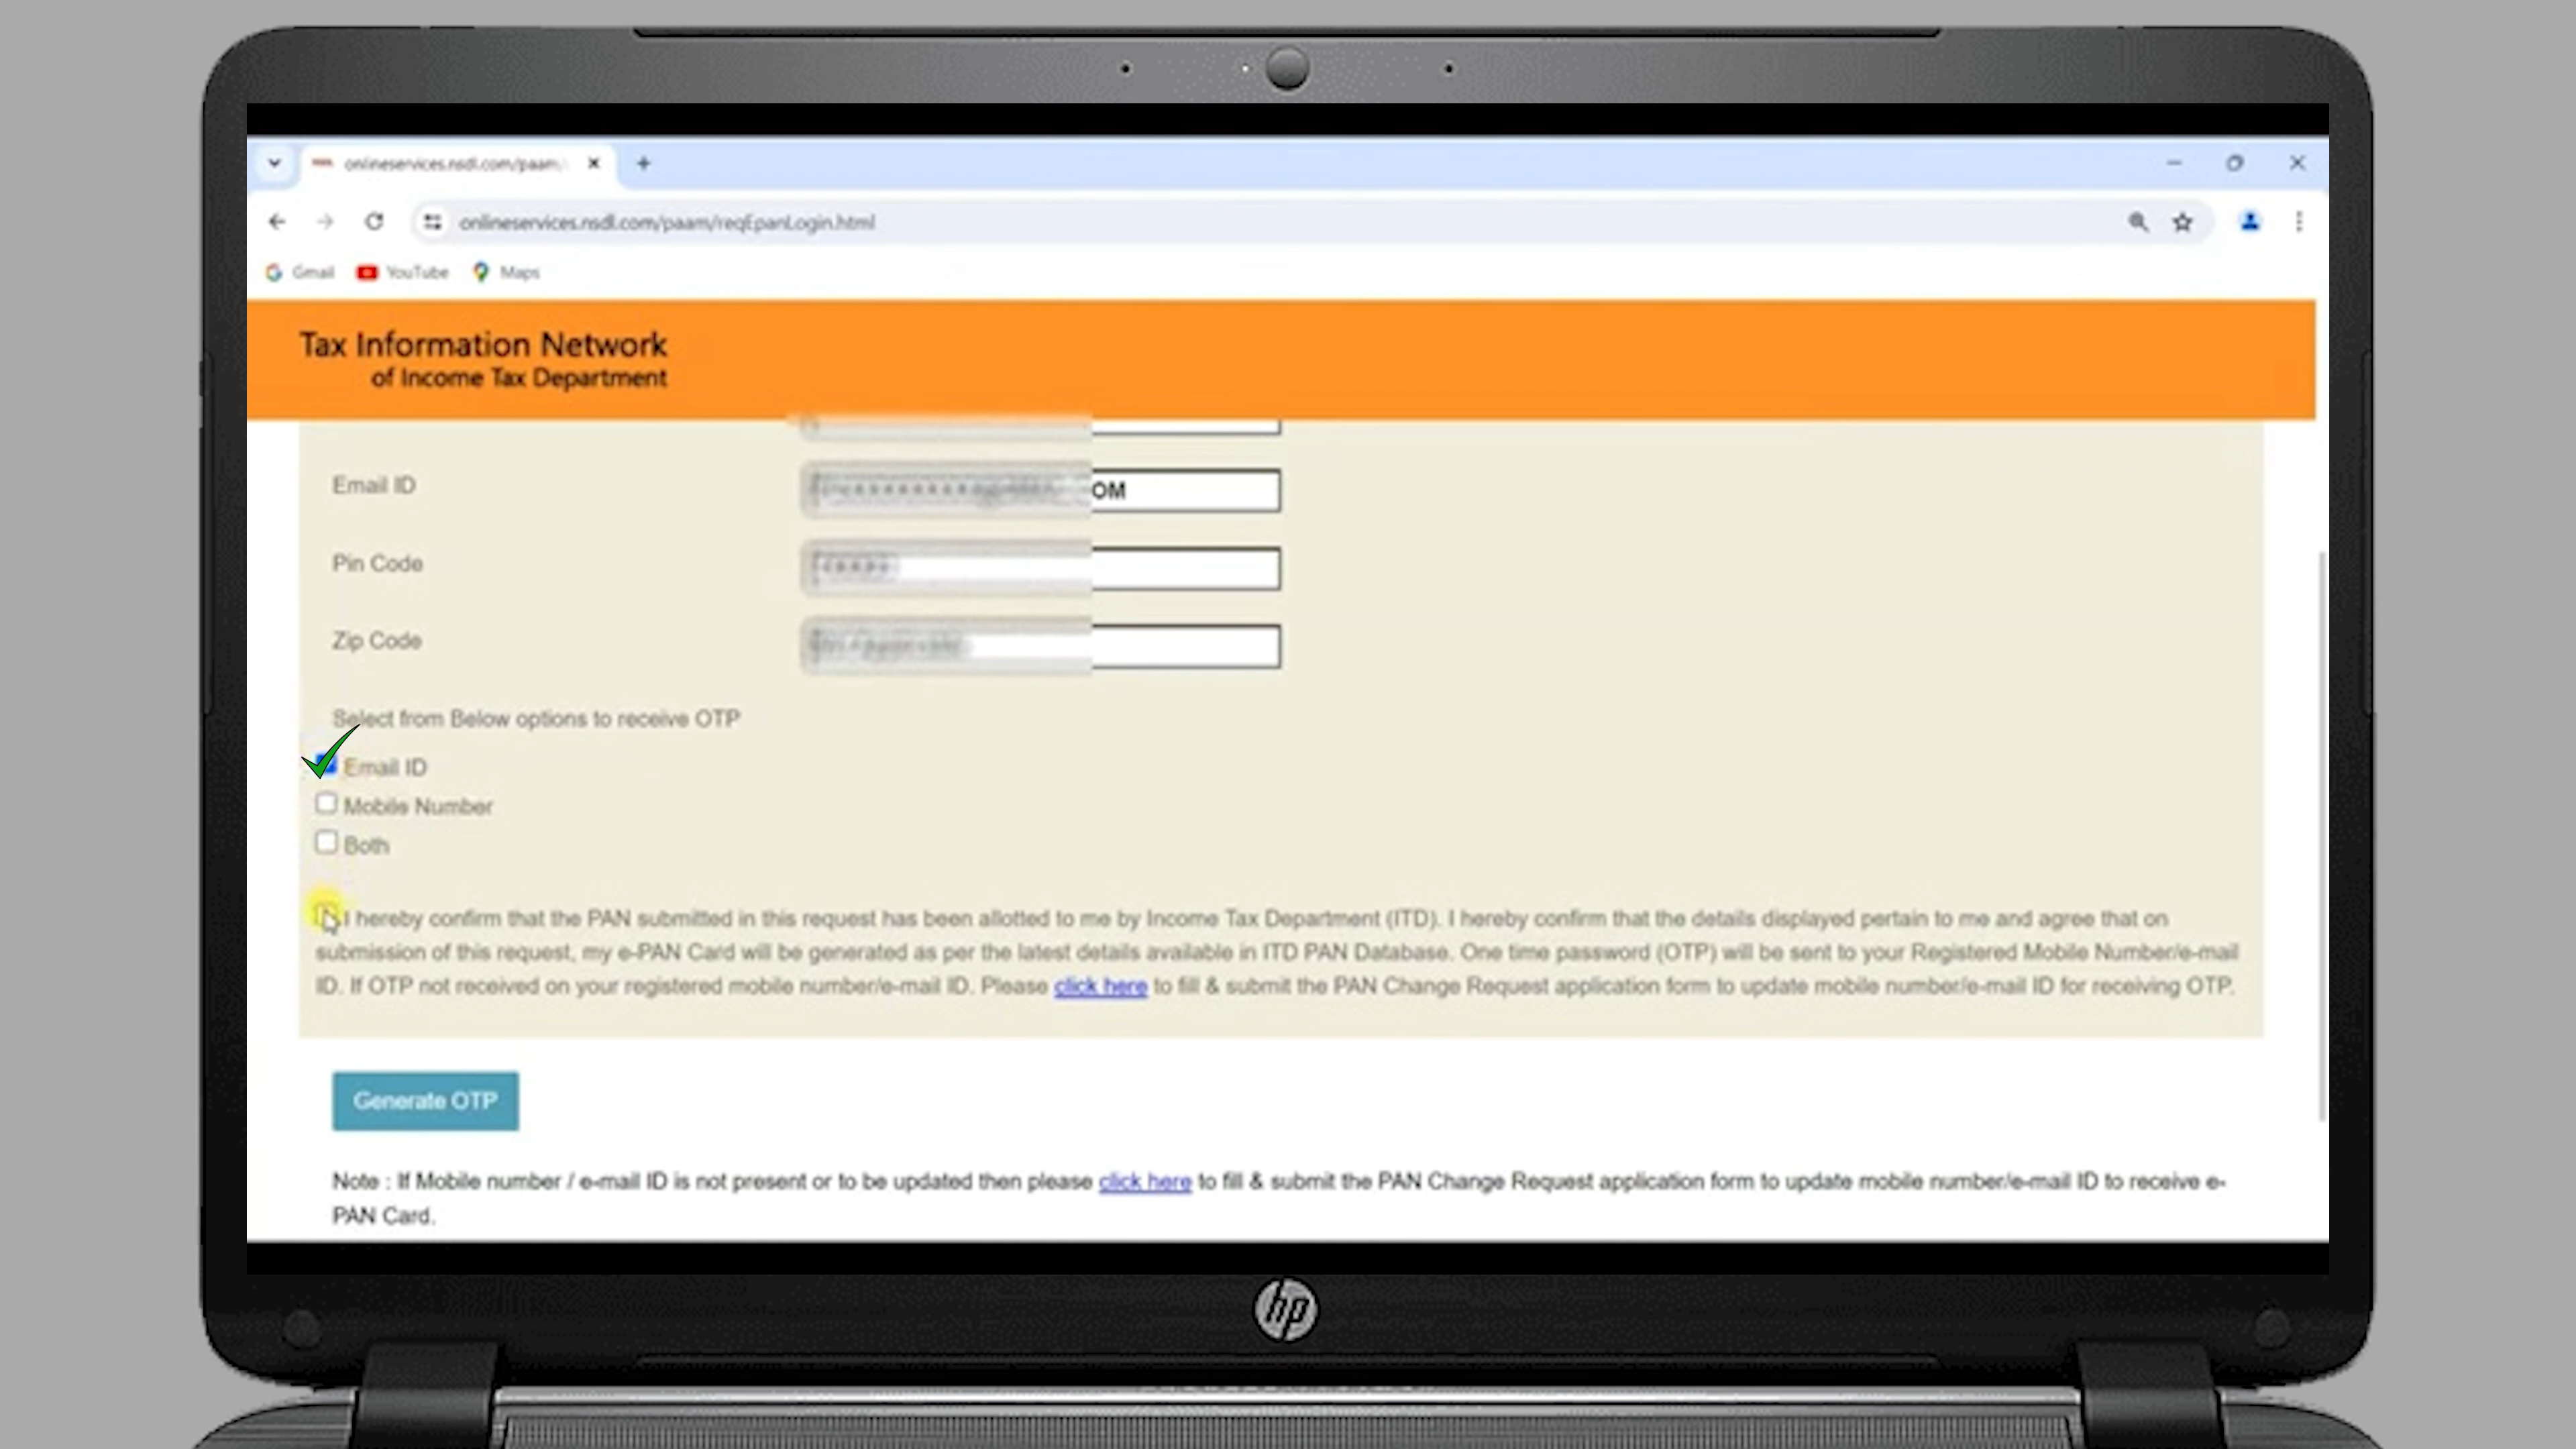 onlineservices.nsdl.com/paam/
onlineservices.nsdl.com/paam/reqEpanLogin.html
Gmail YouTube Maps
Tax Information Network
of Income Tax Department
Email ID OM
Pin Code
Zip Code
Select from Below options to receive OTP
Email ID
Mobile Number
Both
I hereby confirm that the PAN submitted in this request has been allotted to me by Income Tax Department (ITD). I hereby confirm that the details displayed pertain to me and agree that on
submission of this request, my e-PAN Card will be generated as per the latest details available in ITD PAN Database. One time password (OTP) will be sent to your Registered Mobile Number/e-mail
ID. If OTP not received on your registered mobile number/e-mail ID. Please click here to fill & submit the PAN Change Request application form to update mobile number/e-mail ID for receiving OTP.
Generate OTP
Note : If Mobile number / e-mail ID is not present or to be updated then please click here to fill & submit the PAN Change Request application form to update mobile number/e-mail ID to receive e-
PAN Card.
hp